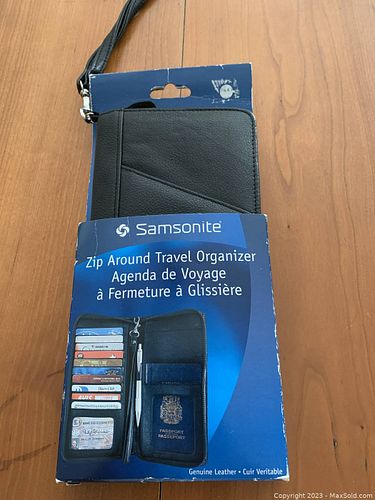 Samsonite
Zip Around Travel Organizer
Agenda de Voyage
à Fermeture à Glissière
PASSPORT
PASSEPORT
Genuine Leather • Cuir Veritable
Copyright © 2023 - MaxSold.com